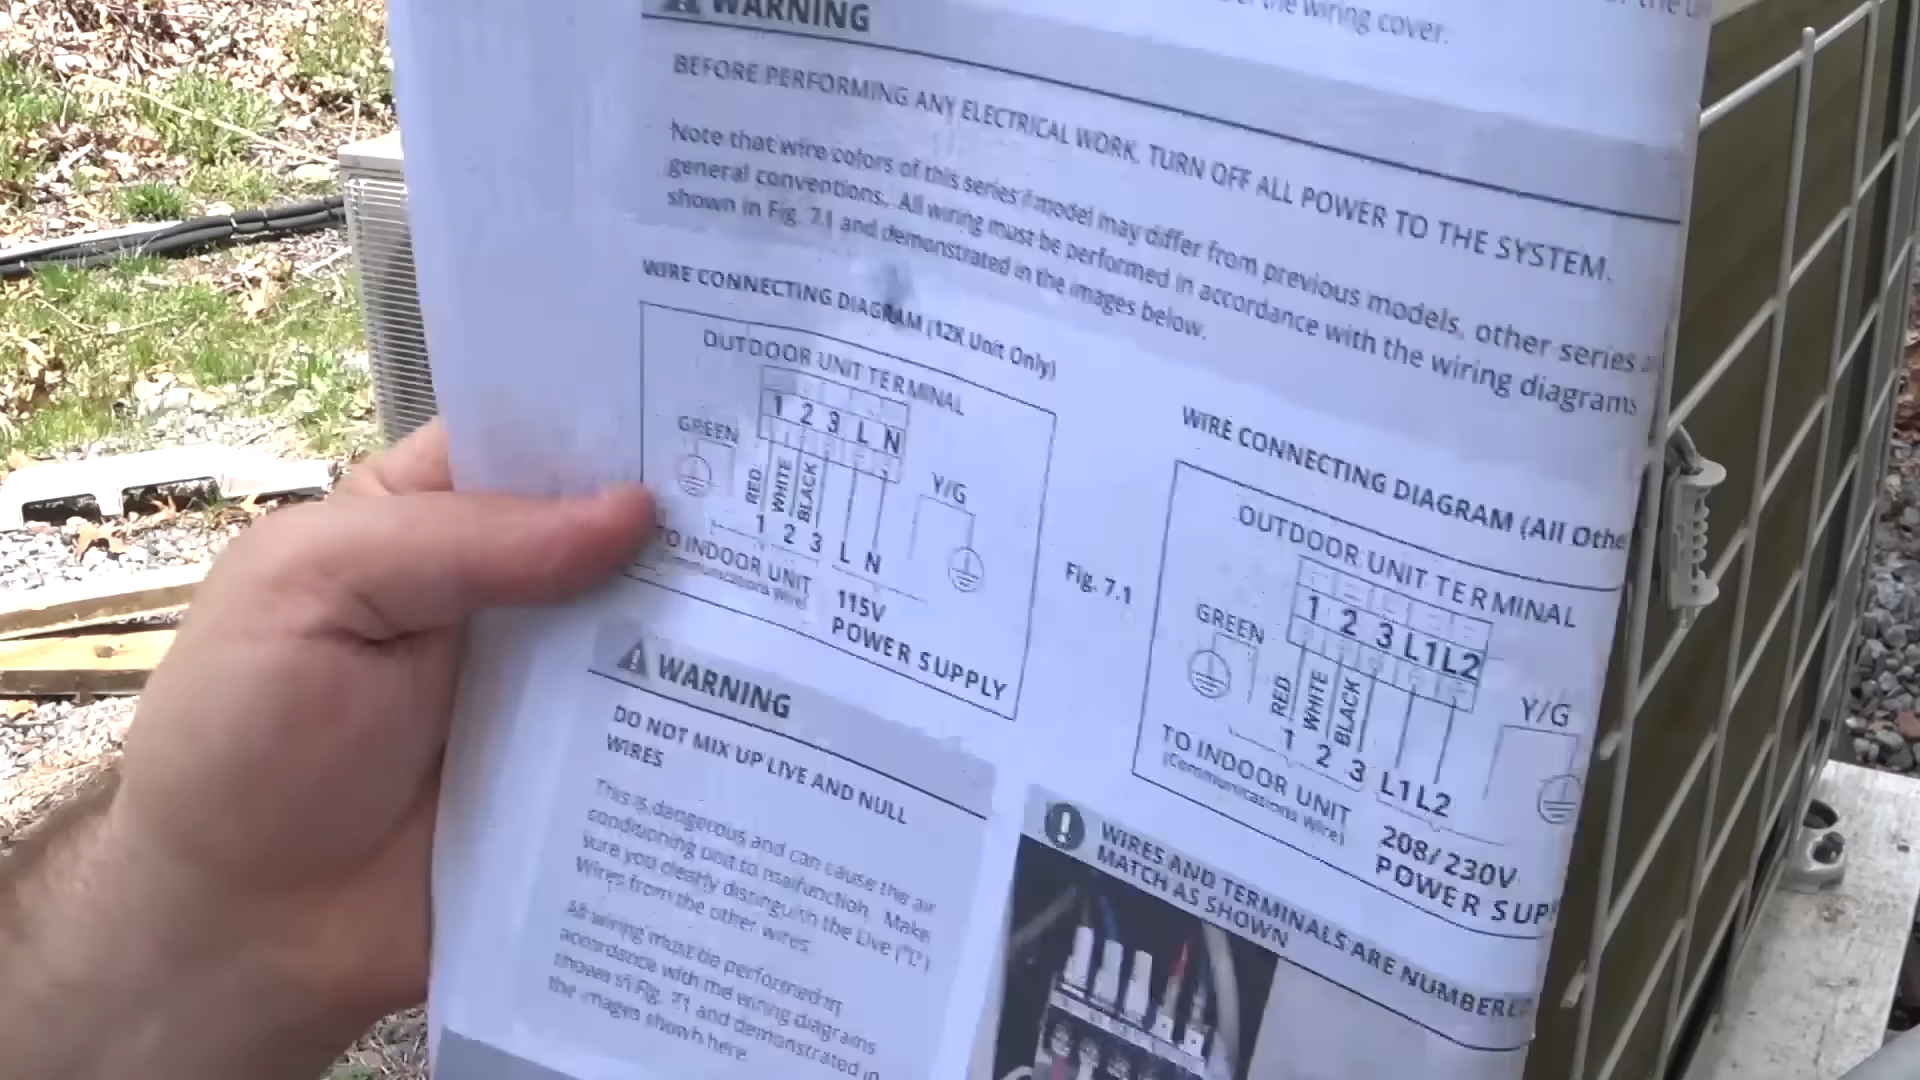 the wiring cover.
WARNING
BEFORE PERFORMING ANY ELECTRICAL WORK, TURN OFF ALL POWER TO THE SYSTEM.
Note that wire colors of this series / model may differ from previous models, other series
general conventions. All wiring must be performed in accordance with the wiring diagrams
shown in Fig. 7.1 and demonstrated in the images below.
WIRE CONNECTING DIAGRAM (12K Unit Only)
OUTDOOR UNIT TERMINAL
1 2 3 L N
GREEN
RED
WHITE
BLACK
Y/G
1 2 3 L N
TO INDOOR UNIT
(Communications Wire)
115V
POWER SUPPLY
Fig. 7.1
WIRE CONNECTING DIAGRAM (All Othe
OUTDOOR UNIT TERMINAL
1 2 3 L1 L2
GREEN
RED
WHITE
BLACK
Y/G
1 2 3 L1 L2
TO INDOOR UNIT
(Communications Wire)
208/230V
POWER SUP
WARNING
DO NOT MIX UP LIVE AND NULL
WIRES
This is dangerous and can cause the air
conditioning unit to malfunction. Make
sure you clearly distinguish the Live ("L")
Wires from the other wires.
All wiring must be performed in
accordance with the wiring diagrams
shown in Fig. 7.1 and demonstrated in
the images shown here.
WIRES AND TERMINALS ARE NUMBERED
MATCH AS SHOWN